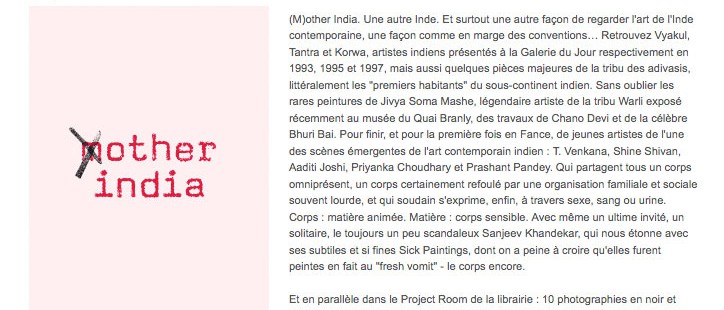 mother
india
(M)other India. Une autre Inde. Et surtout une autre façon de regarder l'art de l'Inde
contemporaine, une façon comme en marge des conventions… Retrouvez Vyakul,
Tantra et Korwa, artistes indiens présentés à la Galerie du Jour respectivement en
1993, 1995 et 1997, mais aussi quelques pièces majeures de la tribu des adivasis,
littéralement les "premiers habitants" du sous-continent indien. Sans oublier les
rares peintures de Jivya Soma Mashe, légendaire artiste de la tribu Warli exposé
récemment au musée du Quai Branly, des travaux de Chano Devi et de la célèbre
Bhuri Bai. Pour finir, et pour la première fois en Fance, de jeunes artistes de l'une
des scènes émergentes de l'art contemporain indien : T. Venkana, Shine Shivan,
Aaditi Joshi, Priyanka Choudhary et Prashant Pandey. Qui partagent tous un corps
omniprésent, un corps certainement refoulé par une organisation familiale et sociale
souvent lourde, et qui soudain s'exprime, enfin, à travers sexe, sang ou urine.
Corps : matière animée. Matière : corps sensible. Avec même un ultime invité, un
solitaire, le toujours un peu scandaleux Sanjeev Khandekar, qui nous étonne avec
ses subtiles et si fines Sick Paintings, dont on a peine à croire qu'elles furent
peintes en fait au "fresh vomit" - le corps encore.
Et en parallèle dans le Project Room de la librairie : 10 photographies en noir et